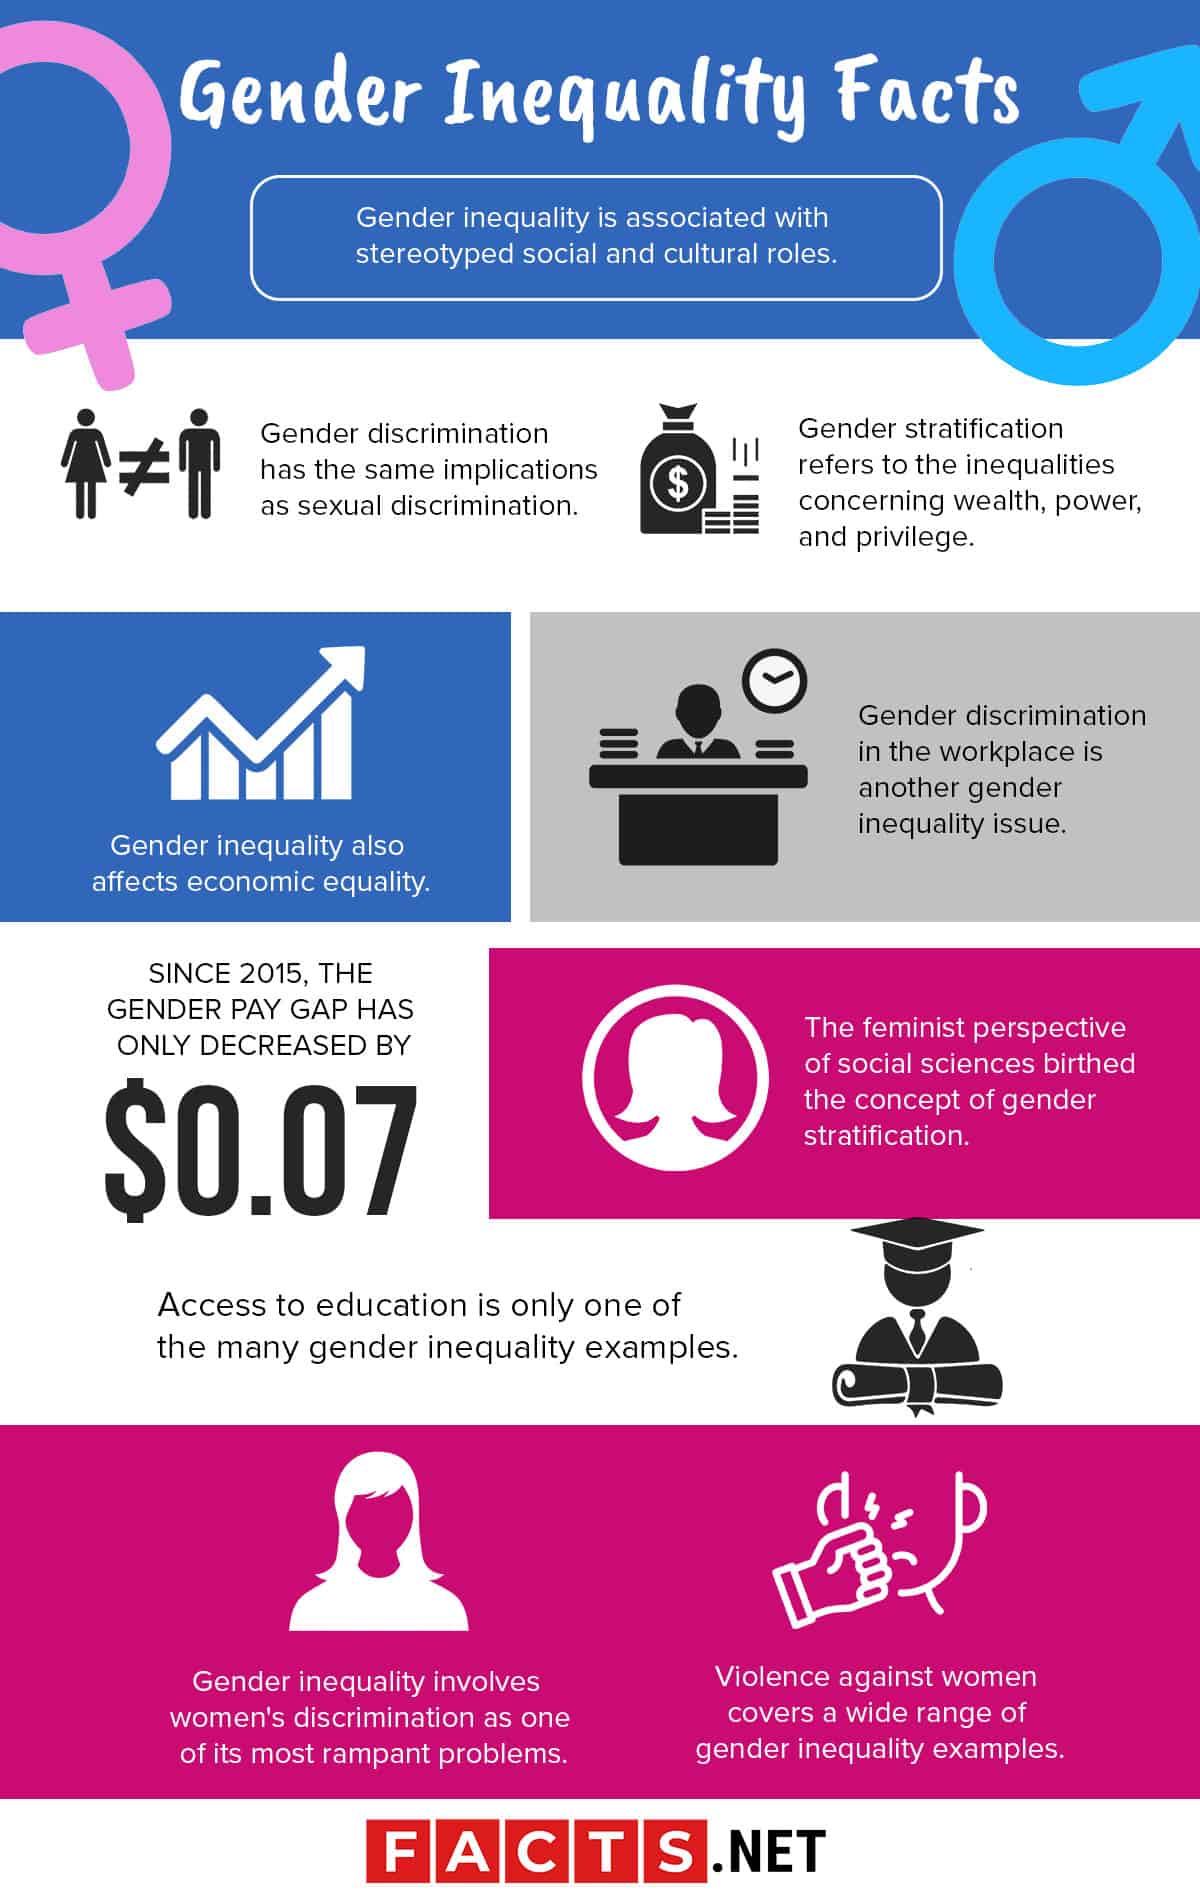 Gender Inequality Facts
Gender inequality is associated with
stereotyped social and cultural roles.
Gender discrimination
has the same implications
as sexual discrimination.
Gender stratification
refers to the inequalities
concerning wealth, power,
and privilege.
$
Gender inequality also
affects economic equality.
Gender discrimination
in the workplace is
another gender
inequality issue.
SINCE 2015, THE
GENDER PAY GAP HAS
ONLY DECREASED BY
$0.07
The feminist perspective
of social sciences birthed
the concept of gender
stratification.
Access to education is only one of
the many gender inequality examples.
Gender inequality involves
women's discrimination as one
of its most rampant problems.
Violence against women
covers a wide range of
gender inequality examples.
FACTS.NET